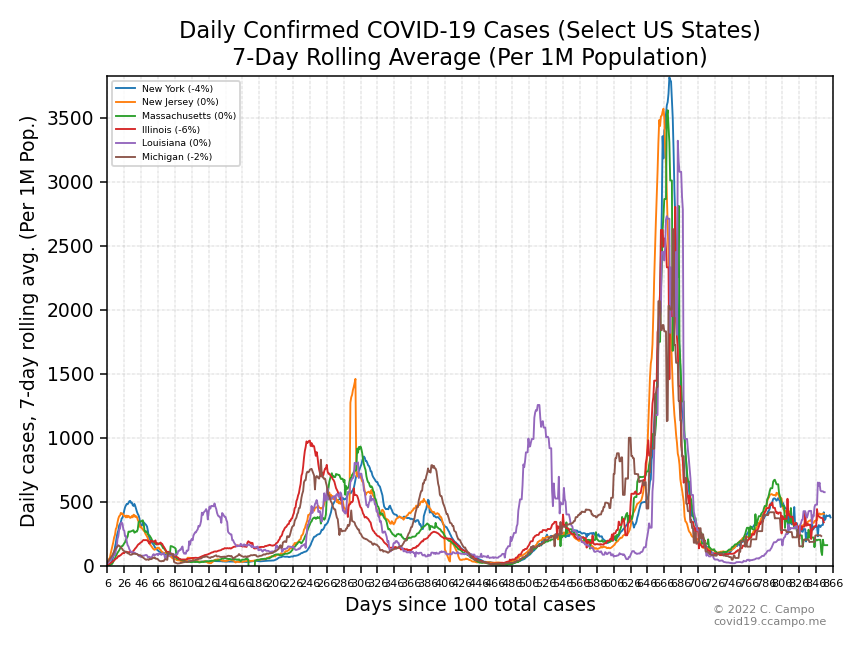 Daily Confirmed COVID-19 Cases (Select US States)
7-Day Rolling Average (Per 1M Population)
Daily cases, 7-day rolling avg. (Per 1M Pop.)
3500
3000
2500
2000
1500
1000
500
0
New York (-4%)
New Jersey (0%)
Massachusetts (0%)
Illinois (-6%)
Louisiana (0%)
Michigan (-2%)
6 26 46 66 86 106 126 146 166 186 206 226 246 266 286 306 326 346 366 386 406 426 446 466 486 506 526 546 566 586 606 626 646 666 686 706 726 746 766 786 806 826 846 866
Days since 100 total cases
© 2022 C. Campo
covid19.ccampo.me